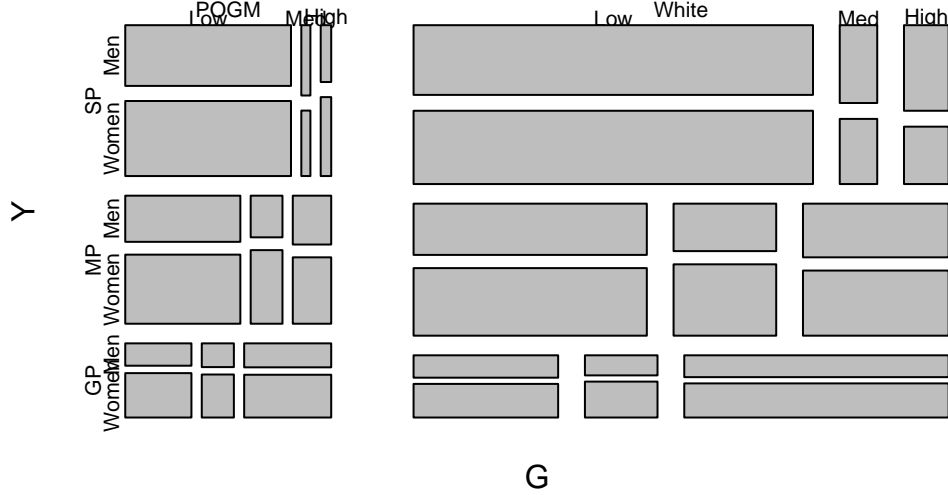 POGM
White
Low
Med
High
Low
Med
High
Men
SP
Women
Y
Men
MP
Women
Men
GP
Women
G